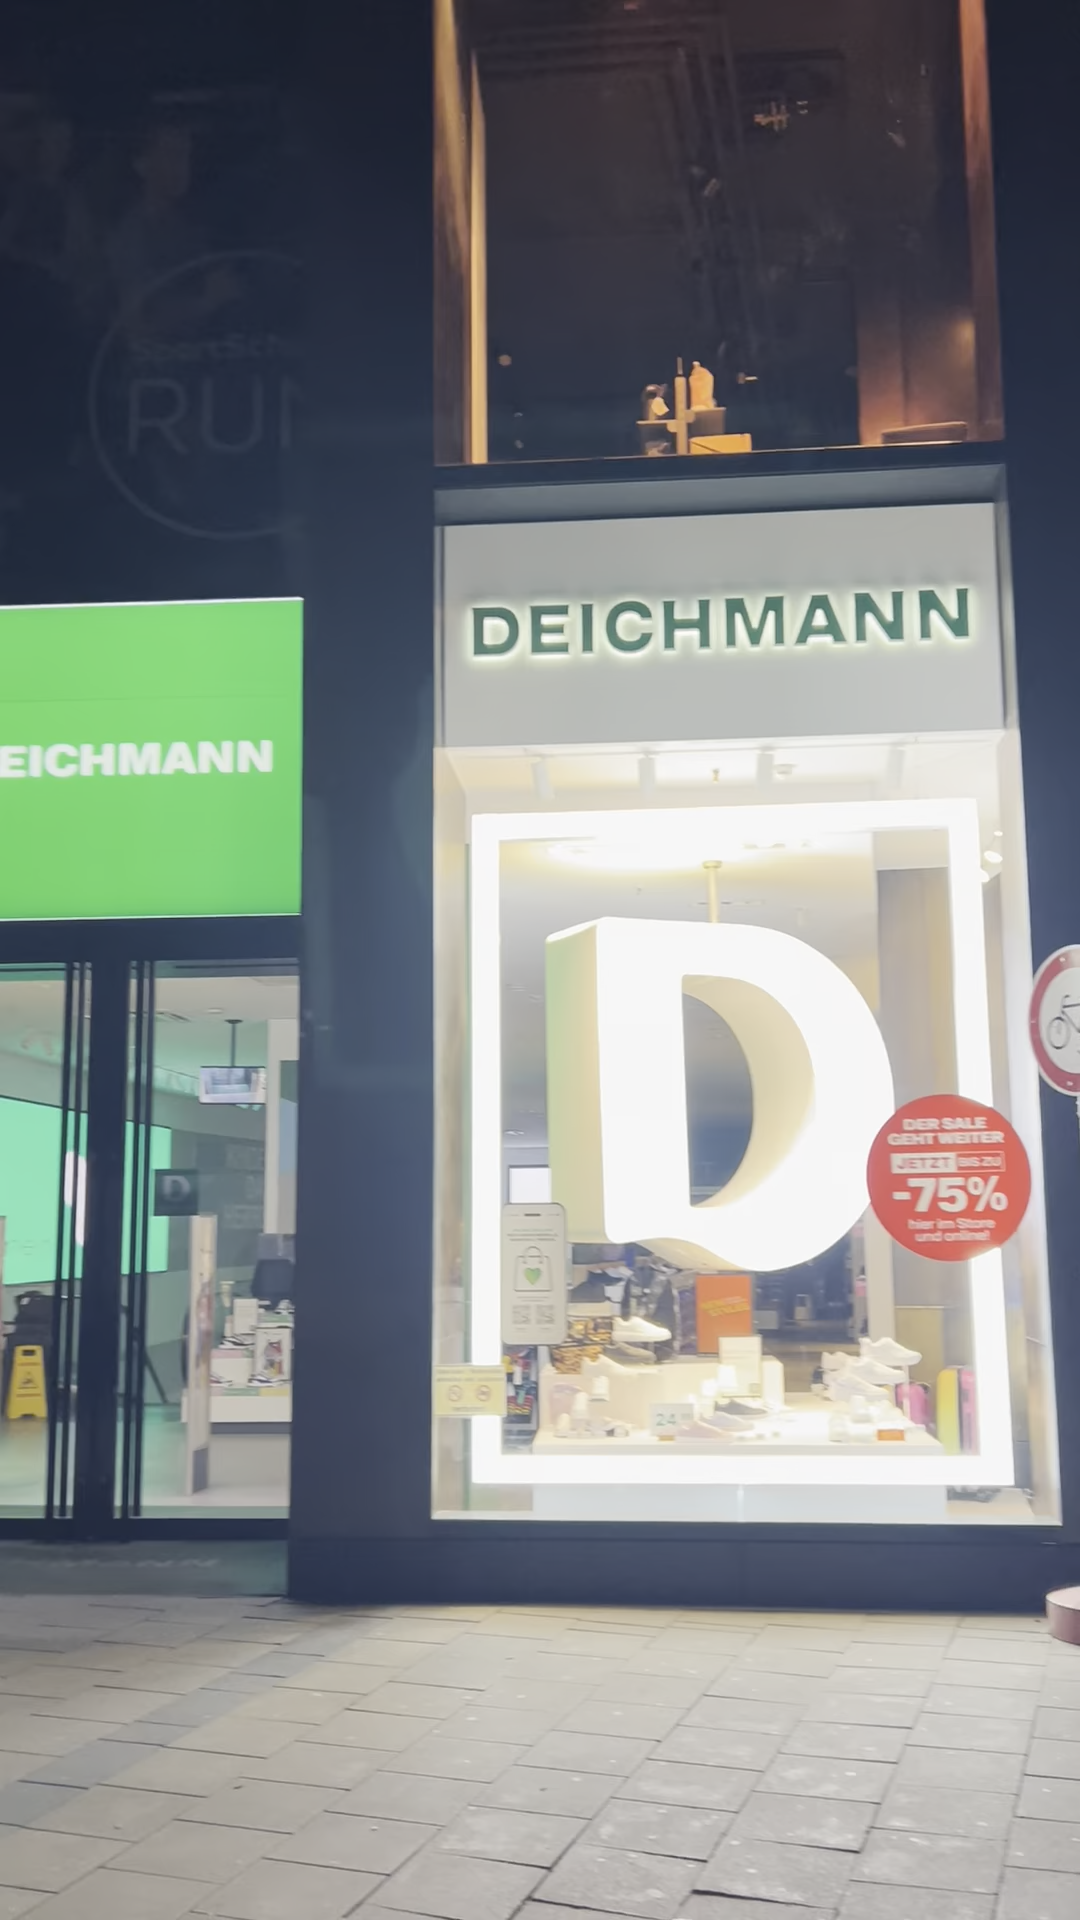 RUN
DEICHMANN
EICHMANN
D
DER SALE
GEHT WEITER
JETZT BIS ZU
-75%
hier im Store
und online!
24